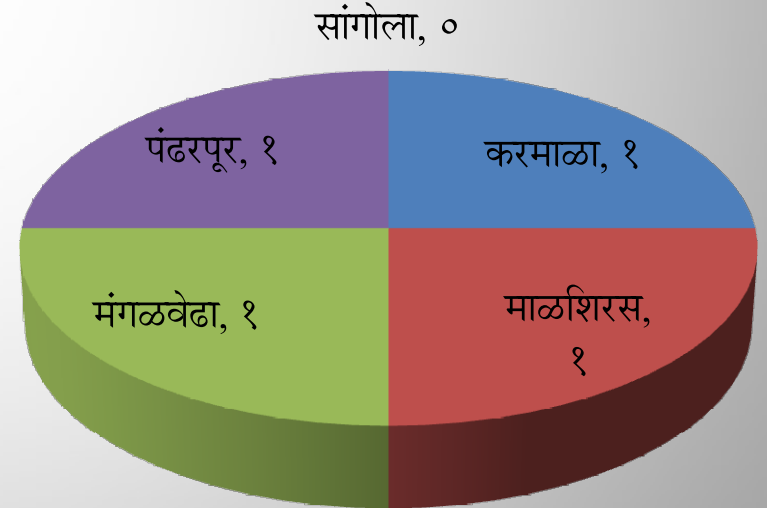 सांगोला, ०
पंढरपूर, १
करमाळा, १
मंगळवेढा, १
माळशिरस,
१